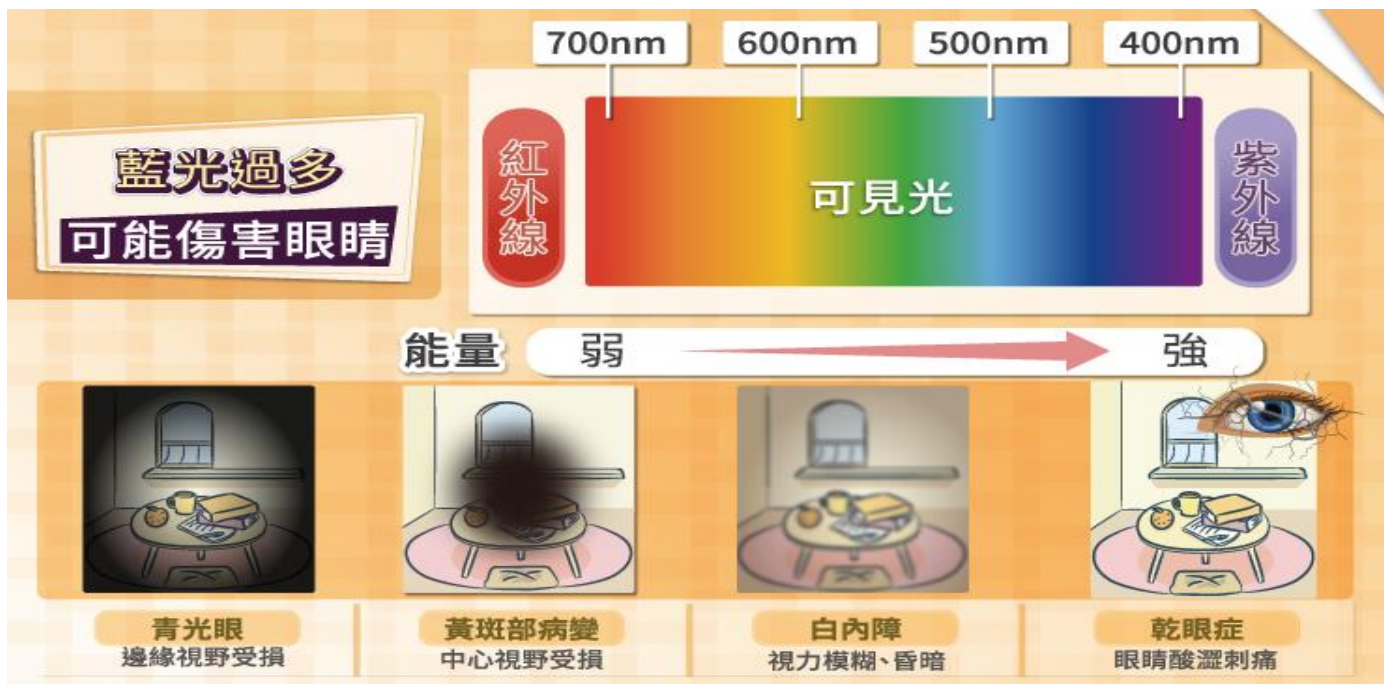 700nm 600nm 500nm 400nm
藍光過多
可能傷害眼睛
紅外線
可見光
紫外線
能量 弱 強
青光眼
邊緣視野受損
黃斑部病變
中心視野受損
白內障
視力模糊、昏暗
乾眼症
眼睛酸澀刺痛